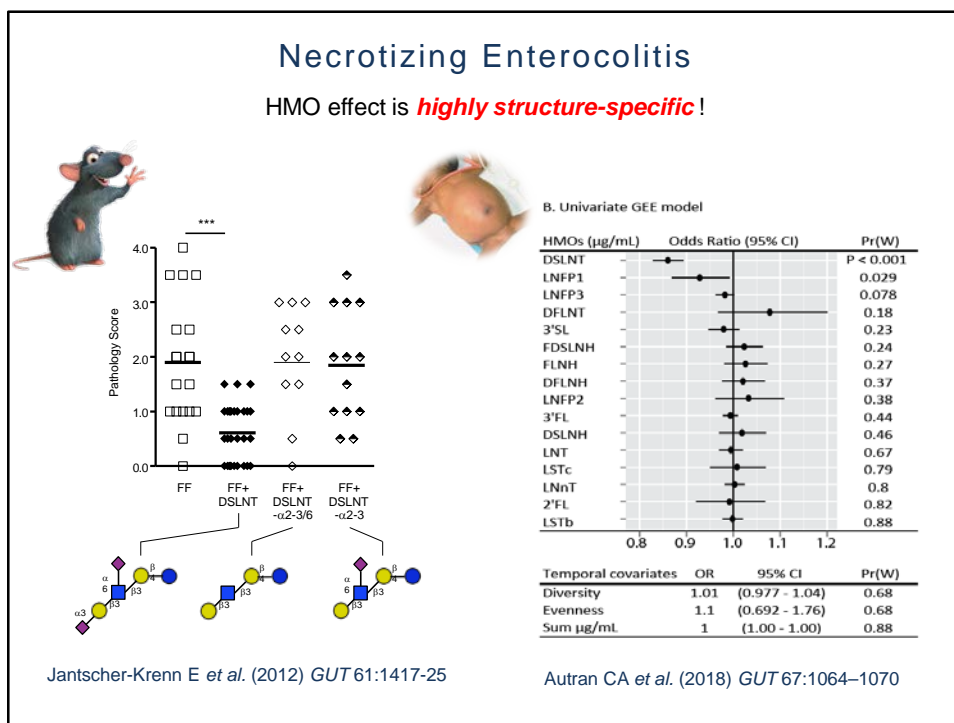 Necrotizing Enterocolitis
HMO effect is highly structure-specific !
***
4.0
3.0
2.0
1.0
0.0
Pathology Score
FF
FF+
DSLNT
FF+
DSLNT
-α2-3/6
FF+
DSLNT
-α2-3
α
6
β
4
β3
β3
α3
β
4
β3
β3
α
6
β
4
β3
β3
Jantscher-Krenn E et al. (2012) GUT 61:1417-25
B. Univariate GEE model
HMOs (µg/mL) Odds Ratio (95% CI) Pr(W)
DSLNT P < 0.001
LNFP1 0.029
LNFP3 0.078
DFLNT 0.18
3'SL 0.23
FDSLNH 0.24
FLNH 0.27
DFLNH 0.37
LNFP2 0.38
3'FL 0.44
DSLNH 0.46
LNT 0.67
LSTc 0.79
LNnT 0.8
2'FL 0.82
LSTb 0.88
0.8 0.9 1.0 1.1 1.2
Temporal covariates OR 95% CI Pr(W)
Diversity 1.01 (0.977 - 1.04) 0.68
Evenness 1.1 (0.692 - 1.76) 0.68
Sum µg/mL 1 (1.00 - 1.00) 0.88
Autran CA et al. (2018) GUT 67:1064–1070